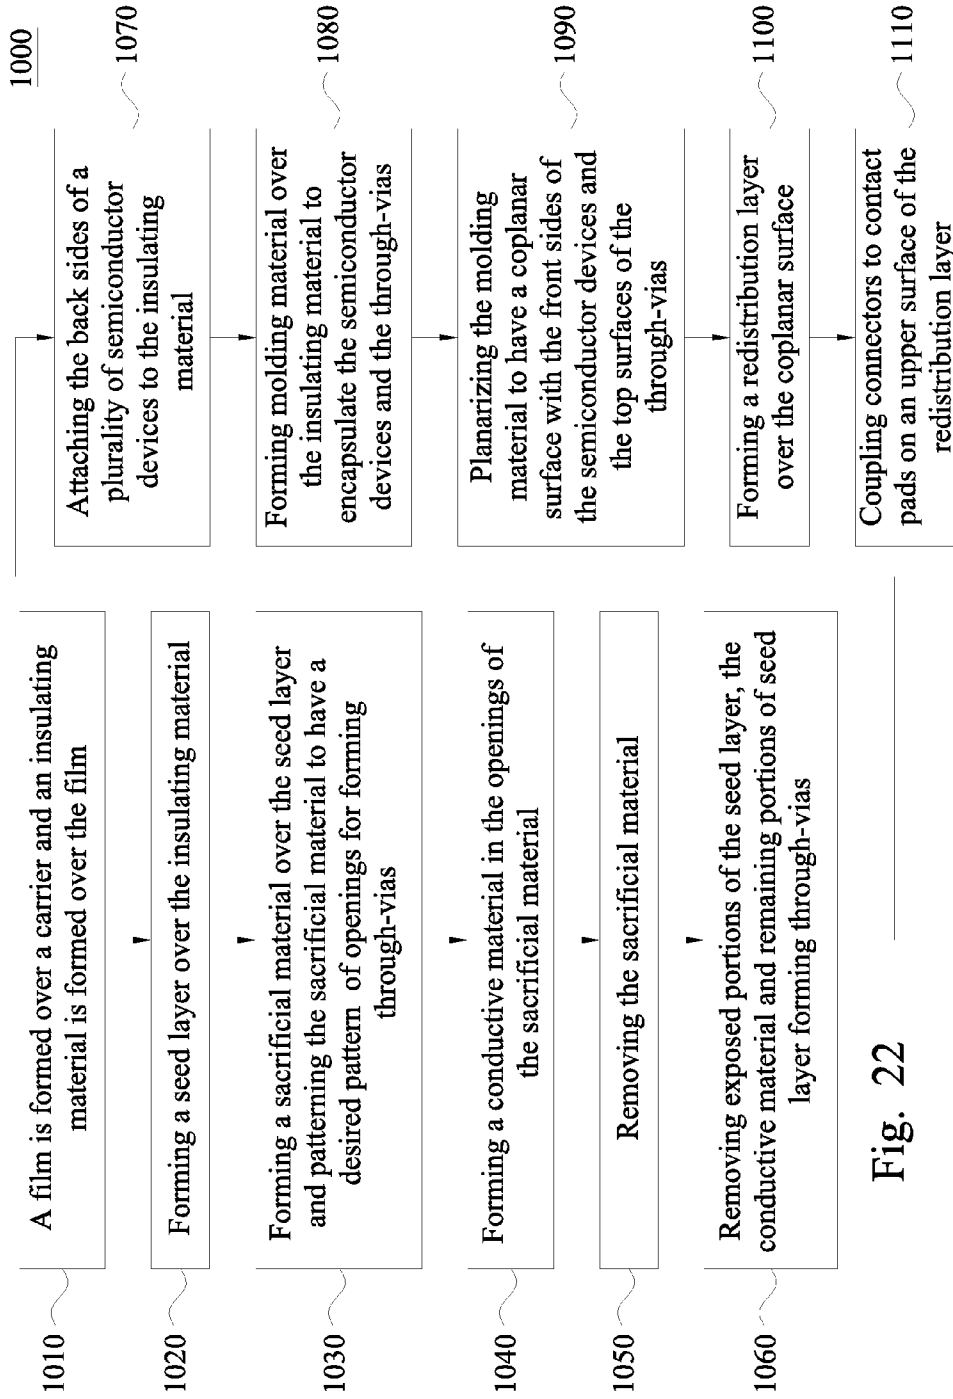 1000
1010
A film is formed over a carrier and an insulating
material is formed over the film
1020
Forming a seed layer over the insulating material
1030
Forming a sacrificial material over the seed layer
and patterning the sacrificial material to have a
desired pattern of openings for forming
through-vias
1040
Forming a conductive material in the openings of
the sacrificial material
1050
Removing the sacrificial material
1060
Removing exposed portions of the seed layer, the
conductive material and remaining portions of seed
layer forming through-vias
1070
Attaching the back sides of a
plurality of semiconductor
devices to the insulating
material
1080
Forming molding material over
the insulating material to
encapsulate the semiconductor
devices and the through-vias
1090
Planarizing the molding
material to have a coplanar
surface with the front sides of
the semiconductor devices and
the top surfaces of the
through-vias
1100
Forming a redistribution layer
over the coplanar surface
1110
Coupling connectors to contact
pads on an upper surface of the
redistribution layer
Fig. 22